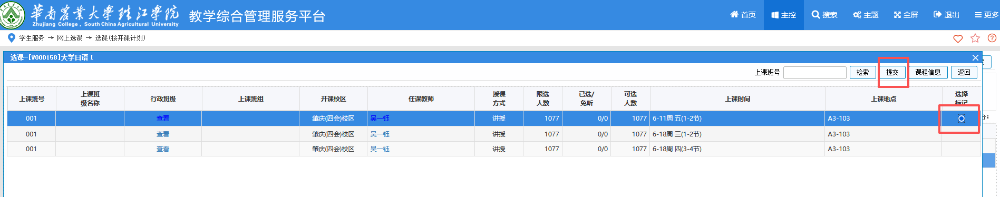 華南農業大學珠江學院 教学综合管理服务平台 首页 主控 搜索 主题 全屏 退出 更多
Zhujiang College, South China Agricultural University
学生服务 → 网上选课 → 选课(按开课计划)
选课-[W000158]大学日语Ⅰ
上课班号 检索 提交 课程信息 返回
上课班号 上课班级名称 行政班级 上课班组 开课校区 任课教师 授课方式 限选人数 已选/免听 可选人数 上课时间 上课地点 选择标记
001 查看 肇庆(四会)校区 吴一钰 讲授 1077 0/0 1077 6-11周 五(1-2节) A3-103
001 查看 肇庆(四会)校区 吴一钰 讲授 1077 0/0 1077 6-18周 三(1-2节) A3-103
001 查看 肇庆(四会)校区 吴一钰 讲授 1077 0/0 1077 6-18周 四(3-4节) A3-103